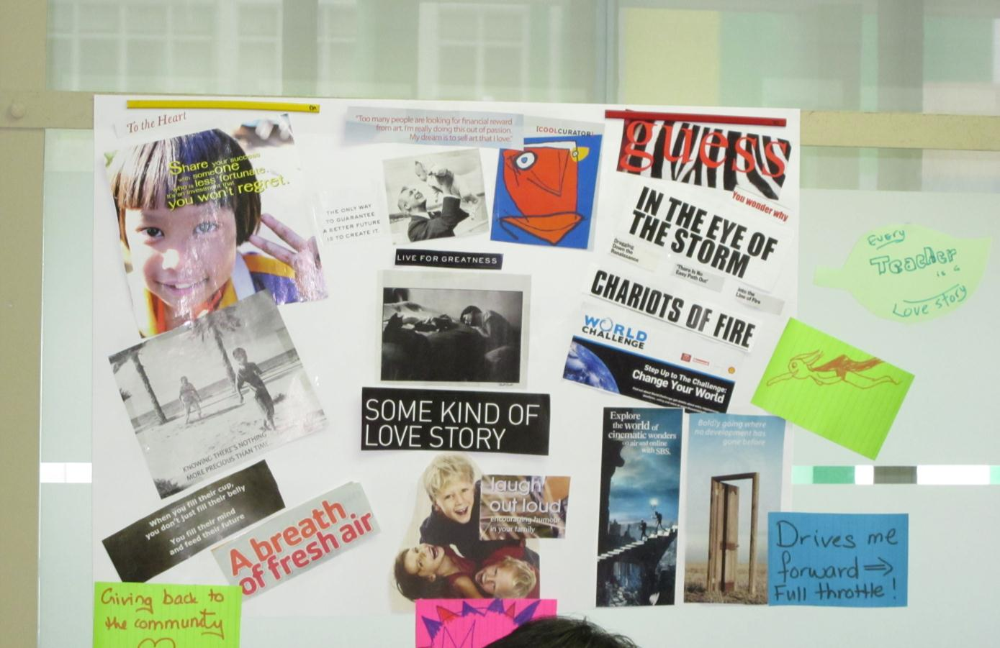 To the Heart
Share your success
with someone
who is less fortunate.
It's an investment that
you won't regret.
"Too many people are looking for financial reward
from art. I'm really doing this out of passion.
My dream is to sell art that I love."
[COOLCURATOR]
THE ONLY WAY
TO GUARANTEE
A BETTER FUTURE
IS TO CREATE IT.
LIVE FOR GREATNESS
SOME KIND OF
LOVE STORY
KNOWING THERE'S NOTHING
MORE PRECIOUS THAN TIME...
When you fill their cup,
you don't just fill their belly
You fill their mind
and feed their future
A breath
of fresh air
laugh
out loud
encouraging humour
in your family
guess
You wonder why
IN THE EYE OF
THE STORM
Dragging
Down the
Renaissance
'There Is No
Easy Path Out'
Into the
Line of Fire
CHARIOTS OF FIRE
WORLD
CHALLENGE
Step Up to The Challenge:
Change Your World
Explore
the world of
cinematic wonders
on air and online
with SBS.
Boldly going where
no development has
gone before
Every
Teacher
is a
Love story
Drives me
forward ⇒
Full throttle!
Giving back to
the community